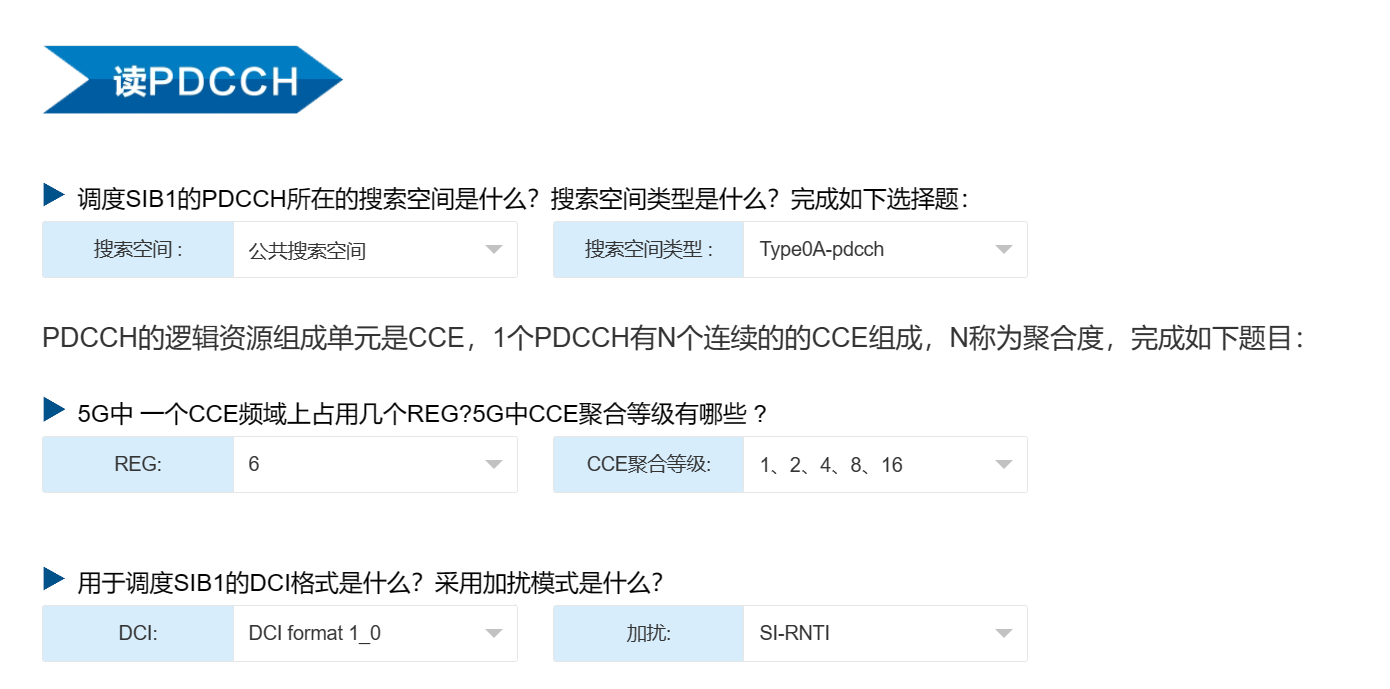 读PDCCH
调度SIB1的PDCCH所在的搜索空间是什么？搜索空间类型是什么？完成如下选择题：
搜索空间 : 公共搜索空间 搜索空间类型 : Type0A-pdcch
PDCCH的逻辑资源组成单元是CCE，1个PDCCH有N个连续的的CCE组成，N称为聚合度，完成如下题目：
5G中 一个CCE频域上占用几个REG?5G中CCE聚合等级有哪些？
REG: 6 CCE聚合等级: 1、2、4、8、16
用于调度SIB1的DCI格式是什么？采用加扰模式是什么？
DCI: DCI format 1_0 加扰: SI-RNTI